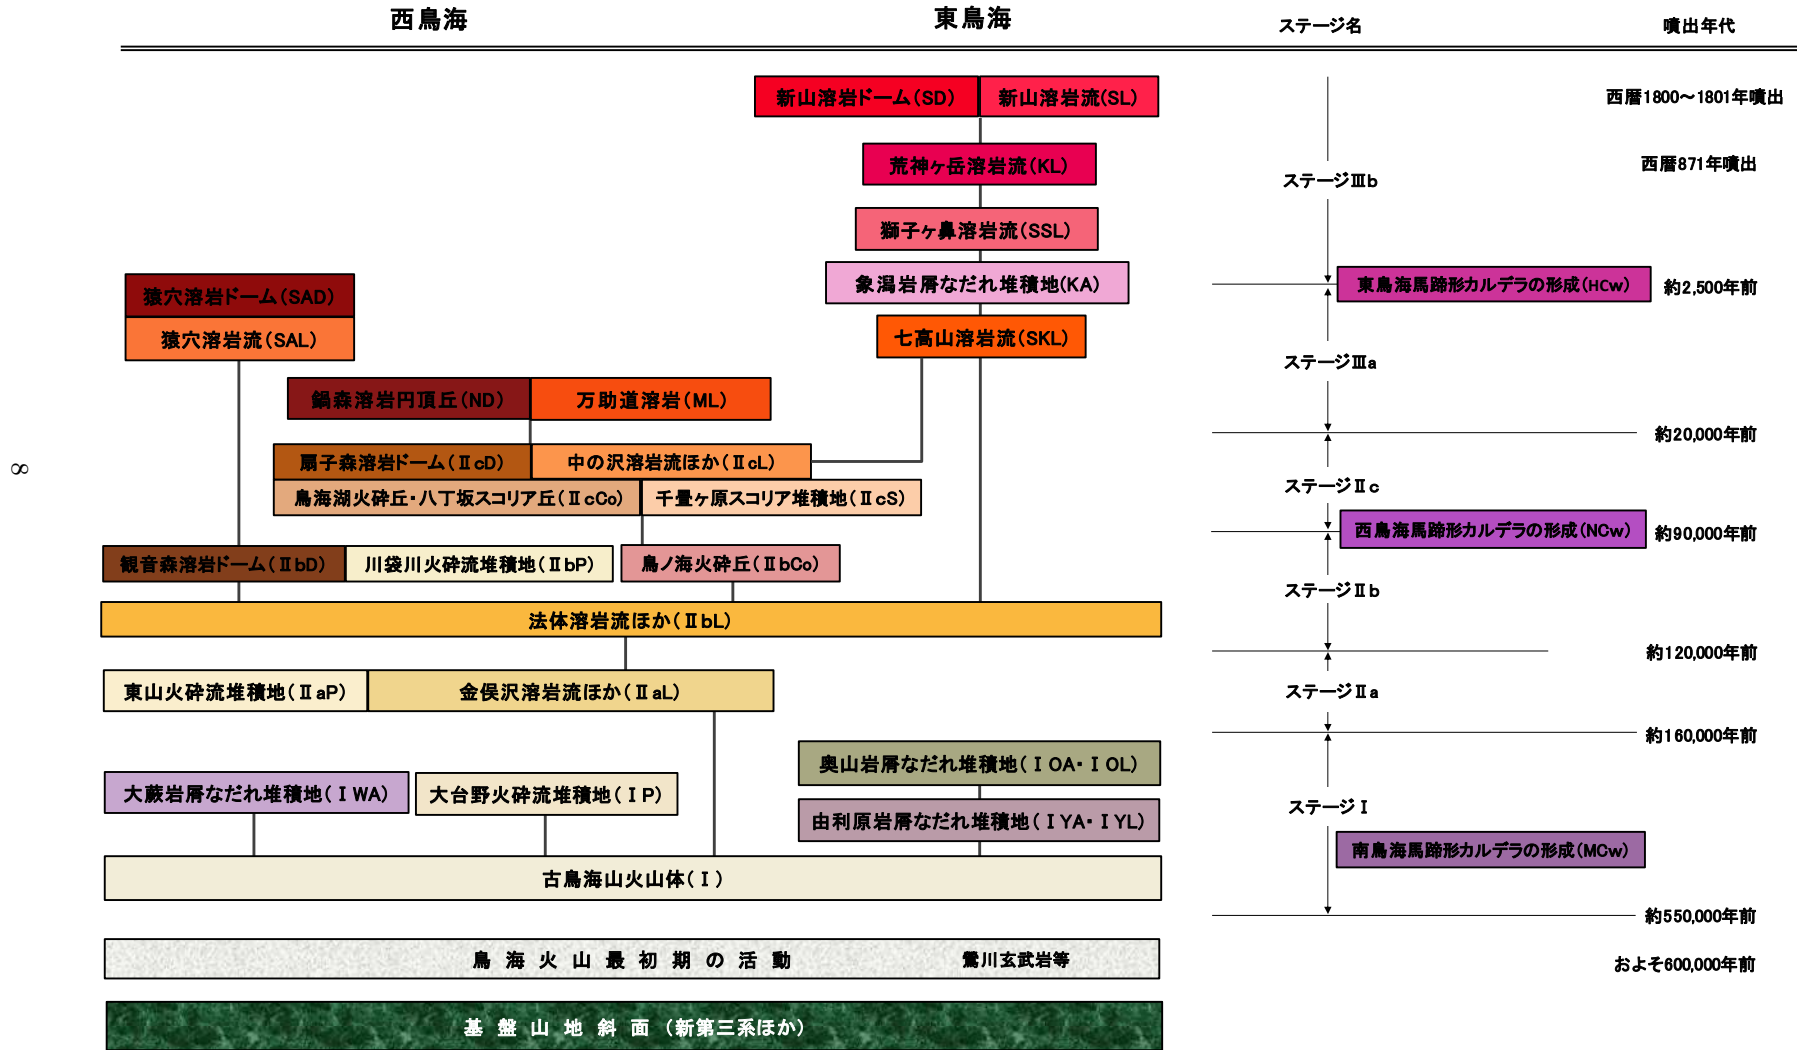 西鳥海 東鳥海 ステージ名 噴出年代
新山溶岩ドーム(SD) 新山溶岩流(SL) 西暦1800～1801年噴出
荒神ヶ岳溶岩流(KL) 西暦871年噴出
ステージⅢb
獅子ヶ鼻溶岩流(SSL)
象潟岩屑なだれ堆積地(KA) 東鳥海馬蹄形カルデラの形成(HCw) 約2,500年前
猿穴溶岩ドーム(SAD)
猿穴溶岩流(SAL) 七高山溶岩流(SKL)
ステージⅢa
鍋森溶岩円頂丘(ND) 万助道溶岩(ML)
約20,000年前
扇子森溶岩ドーム(ⅡcD) 中の沢溶岩流ほか(ⅡcL)
8
ステージⅡc
鳥海湖火砕丘・八丁坂スコリア丘(ⅡcCo) 千畳ヶ原スコリア堆積地(ⅡcS)
西鳥海馬蹄形カルデラの形成(NCw) 約90,000年前
観音森溶岩ドーム(ⅡbD) 川袋川火砕流堆積地(ⅡbP) 鳥ノ海火砕丘(ⅡbCo)
ステージⅡb
法体溶岩流ほか(ⅡbL)
約120,000年前
東山火砕流堆積地(ⅡaP) 金俣沢溶岩流ほか(ⅡaL) ステージⅡa
約160,000年前
奥山岩屑なだれ堆積地(ⅠOA・ⅠOL)
大蕨岩屑なだれ堆積地(ⅠWA) 大台野火砕流堆積地(ⅠP)
ステージⅠ
由利原岩屑なだれ堆積地(ⅠYA・ⅠYL)
南鳥海馬蹄形カルデラの形成(MCw)
古鳥海山火山体(Ⅰ)
約550,000年前
鳥海火山最初期の活動 鶯川玄武岩等 およそ600,000年前
基盤山地斜面(新第三系ほか)